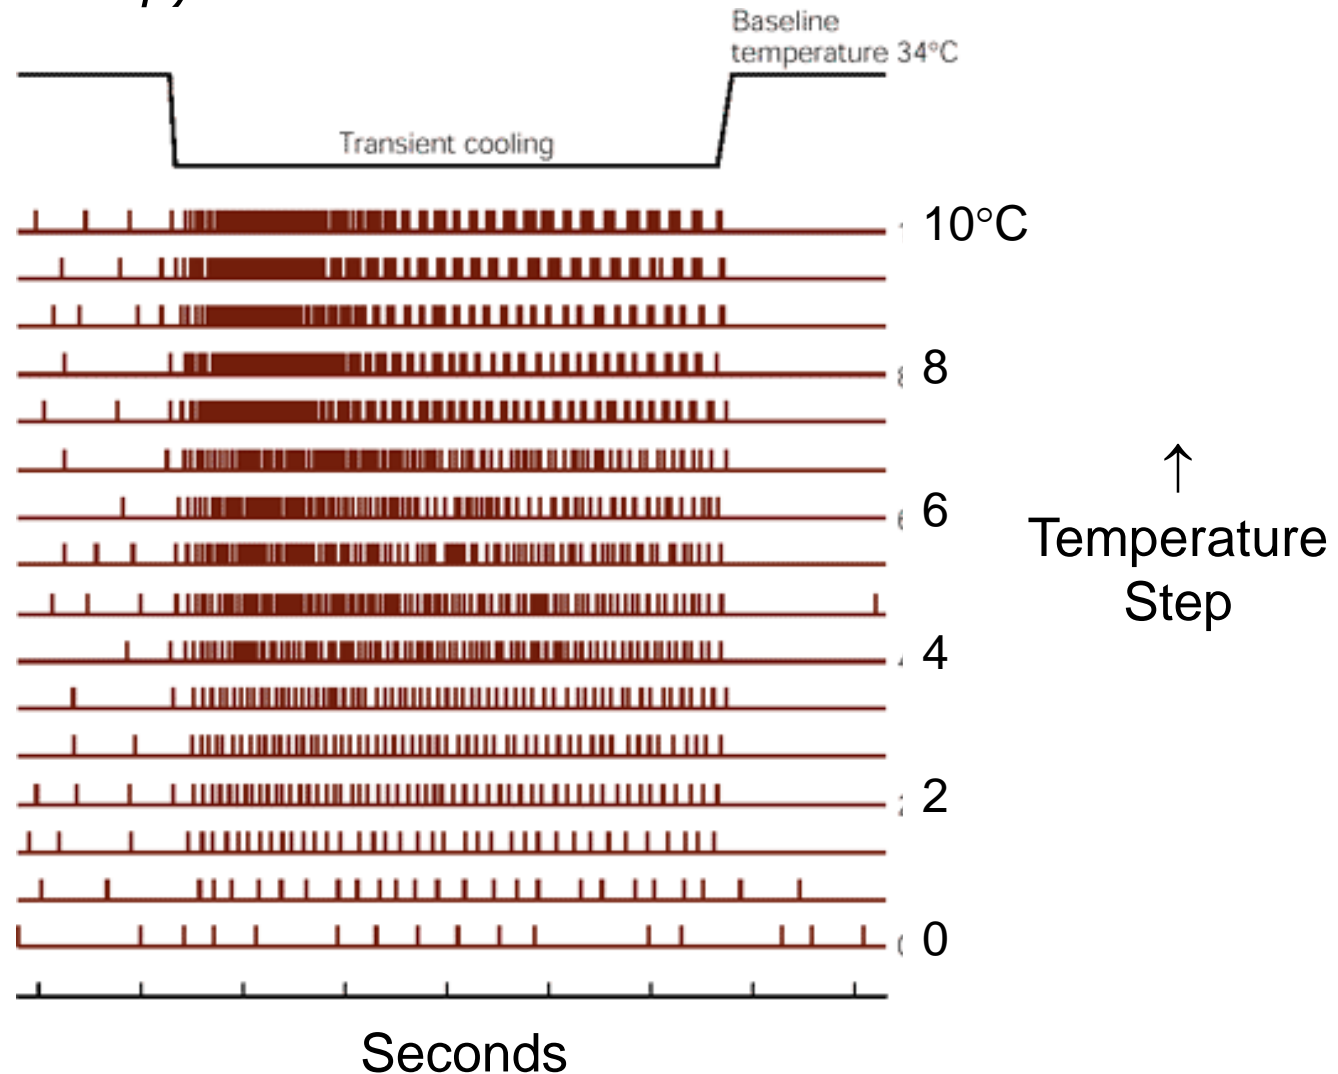 Baseline
temperature 34°C
Transient cooling
10°C
8
6
4
2
0
↑
Temperature
Step
Seconds